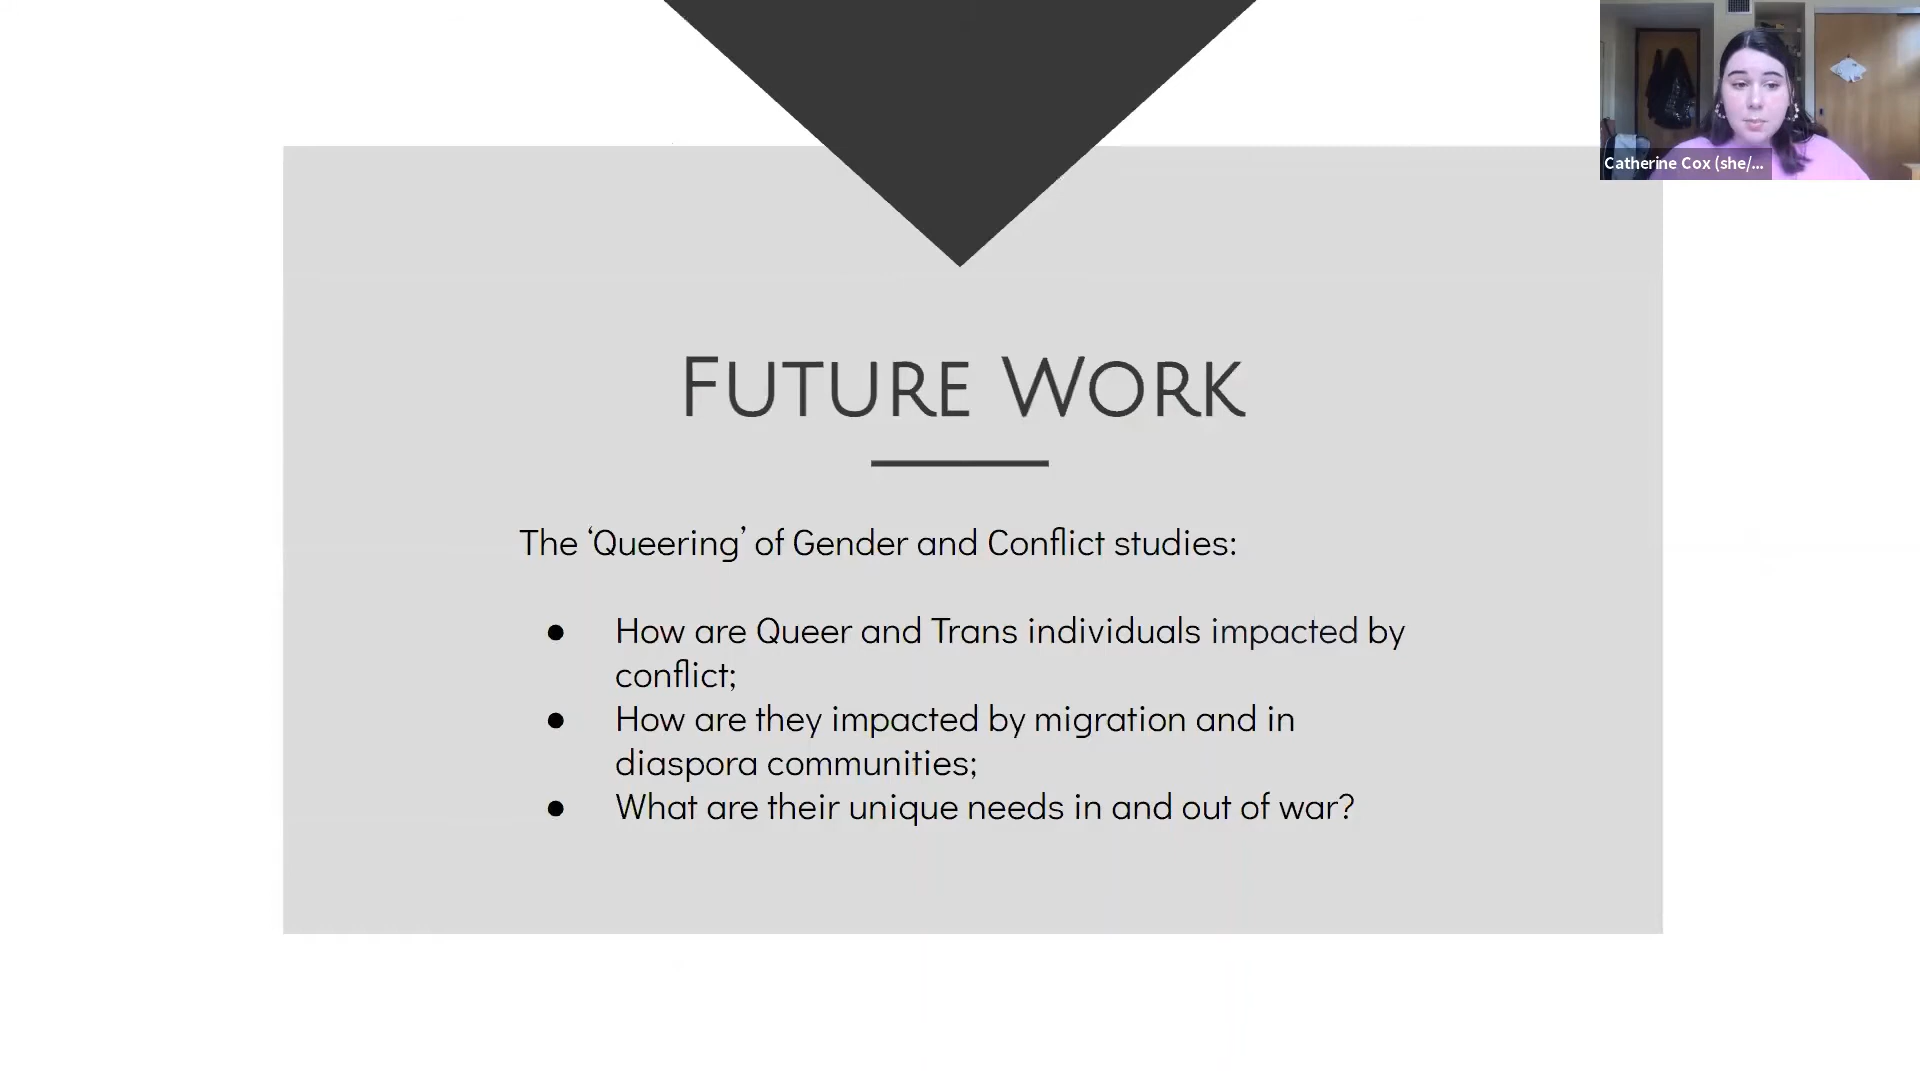 Catherine Cox (she/...
FUTURE WORK
The ‘Queering’ of Gender and Conflict studies:
● How are Queer and Trans individuals impacted by
conflict;
● How are they impacted by migration and in
diaspora communities;
● What are their unique needs in and out of war?